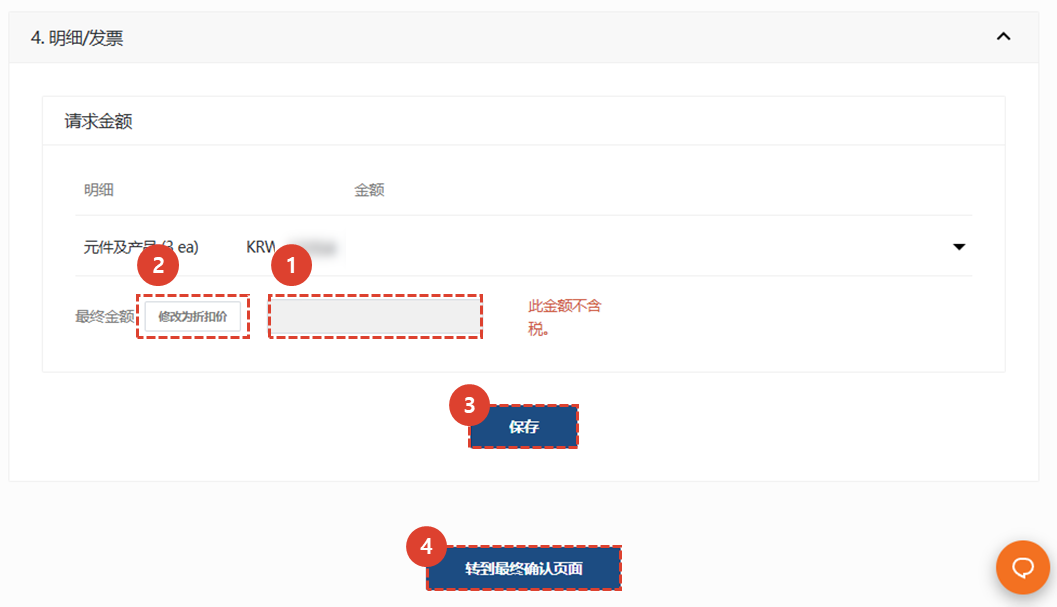 4. 明细/发票
请求金额
明细 金额
元件及产品 (3 ea) KRW
2 1
最终金额 修改为折扣价 此金额不含
税。
3
保存
4
转到最终确认页面